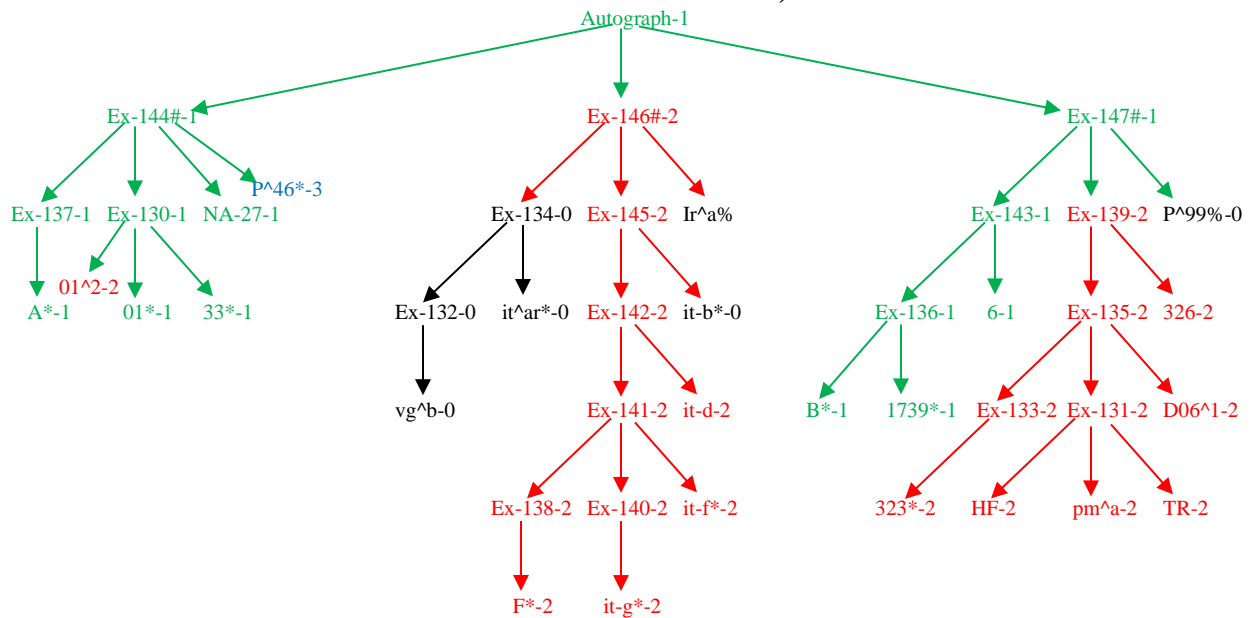 Autograph-1
Ex-144#-1 Ex-146#-2 Ex-147#-1
P^46*-3
Ex-137-1 Ex-130-1 NA-27-1 Ex-134-0 Ex-145-2 Ir^a% Ex-143-1 Ex-139-2 P^99%-0
01^2-2
A*-1 01*-1 33*-1 Ex-132-0 it^ar*-0 Ex-142-2 it-b*-0 Ex-136-1 6-1 Ex-135-2 326-2
vg^b-0 Ex-141-2 it-d-2 B*-1 1739*-1 Ex-133-2 Ex-131-2 D06^1-2
Ex-138-2 Ex-140-2 it-f*-2 323*-2 HF-2 pm^a-2 TR-2
F*-2 it-g*-2